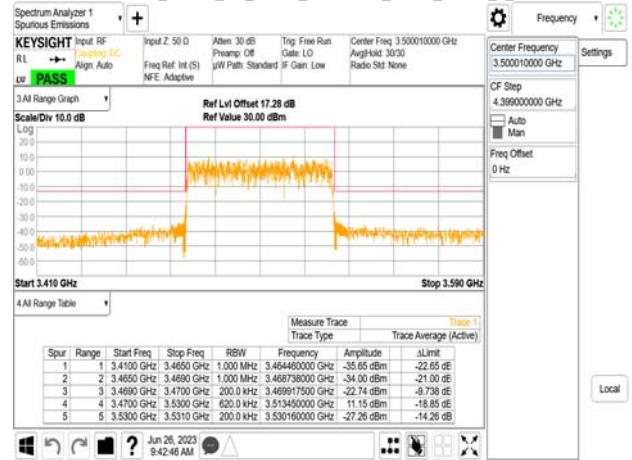 Spectrum Analyzer 1
Spurious Emissions
+
Frequency
KEYSIGHT
RL
LXI
PASS
Input: RF
Coupling: DC
Align: Auto
Input Z: 50 Ω
Freq Ref: Int (S)
NFE: Adaptive
Atten: 30 dB
Preamp: Off
µW Path: Standard
Trig: Free Run
Gate: LO
IF Gain: Low
Center Freq: 3.500010000 GHz
Avg|Hold: 30/30
Radio Std: None
Center Frequency
3.500010000 GHz
Settings
CF Step
4.399000000 GHz
Auto
Man
Freq Offset
0 Hz
Local
3 All Range Graph
Scale/Div 10.0 dB
Ref Lvl Offset 17.28 dB
Ref Value 30.00 dBm
Log
20.0
10.0
0.00
-10.0
-20.0
-30.0
-40.0
-50.0
-60.0
Start 3.410 GHz
Stop 3.590 GHz
4 All Range Table
Measure Trace Trace 1
Trace Type Trace Average (Active)
Spur Range Start Freq Stop Freq RBW Frequency Amplitude ΔLimit
1 1 3.4100 GHz 3.4650 GHz 1.000 MHz 3.464460000 GHz -35.65 dBm -22.65 dB
2 2 3.4650 GHz 3.4690 GHz 1.000 MHz 3.468738000 GHz -34.00 dBm -21.00 dB
3 3 3.4690 GHz 3.4700 GHz 200.0 kHz 3.469917500 GHz -22.74 dBm -9.738 dB
4 4 3.4700 GHz 3.5300 GHz 620.0 kHz 3.513450000 GHz 11.15 dBm -18.85 dB
5 5 3.5300 GHz 3.5310 GHz 200.0 kHz 3.530160000 GHz -27.26 dBm -14.26 dB
?
Jun 26, 2023
9:42:46 AM